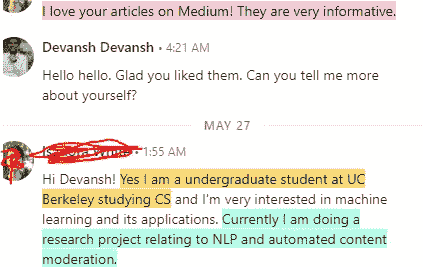 I love your articles on Medium! They are very informative.
Devansh Devansh • 4:21 AM
Hello hello. Glad you liked them. Can you tell me more
about yourself?
MAY 27
1:55 AM
Hi Devansh! Yes I am a undergraduate student at UC
Berkeley studying CS and I'm very interested in machine
learning and its applications. Currently I am doing a
research project relating to NLP and automated content
moderation.